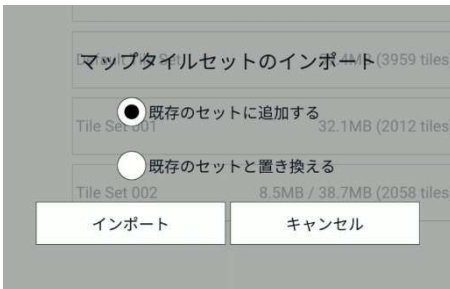 マップタイルセットのインポート
Default Tile Set (3959 tiles
既存のセットに追加する
Tile Set 001 32.1MB (2012 tiles
既存のセットと置き換える
Tile Set 002 8.5MB / 38.7MB (2058 tiles
インポート キャンセル